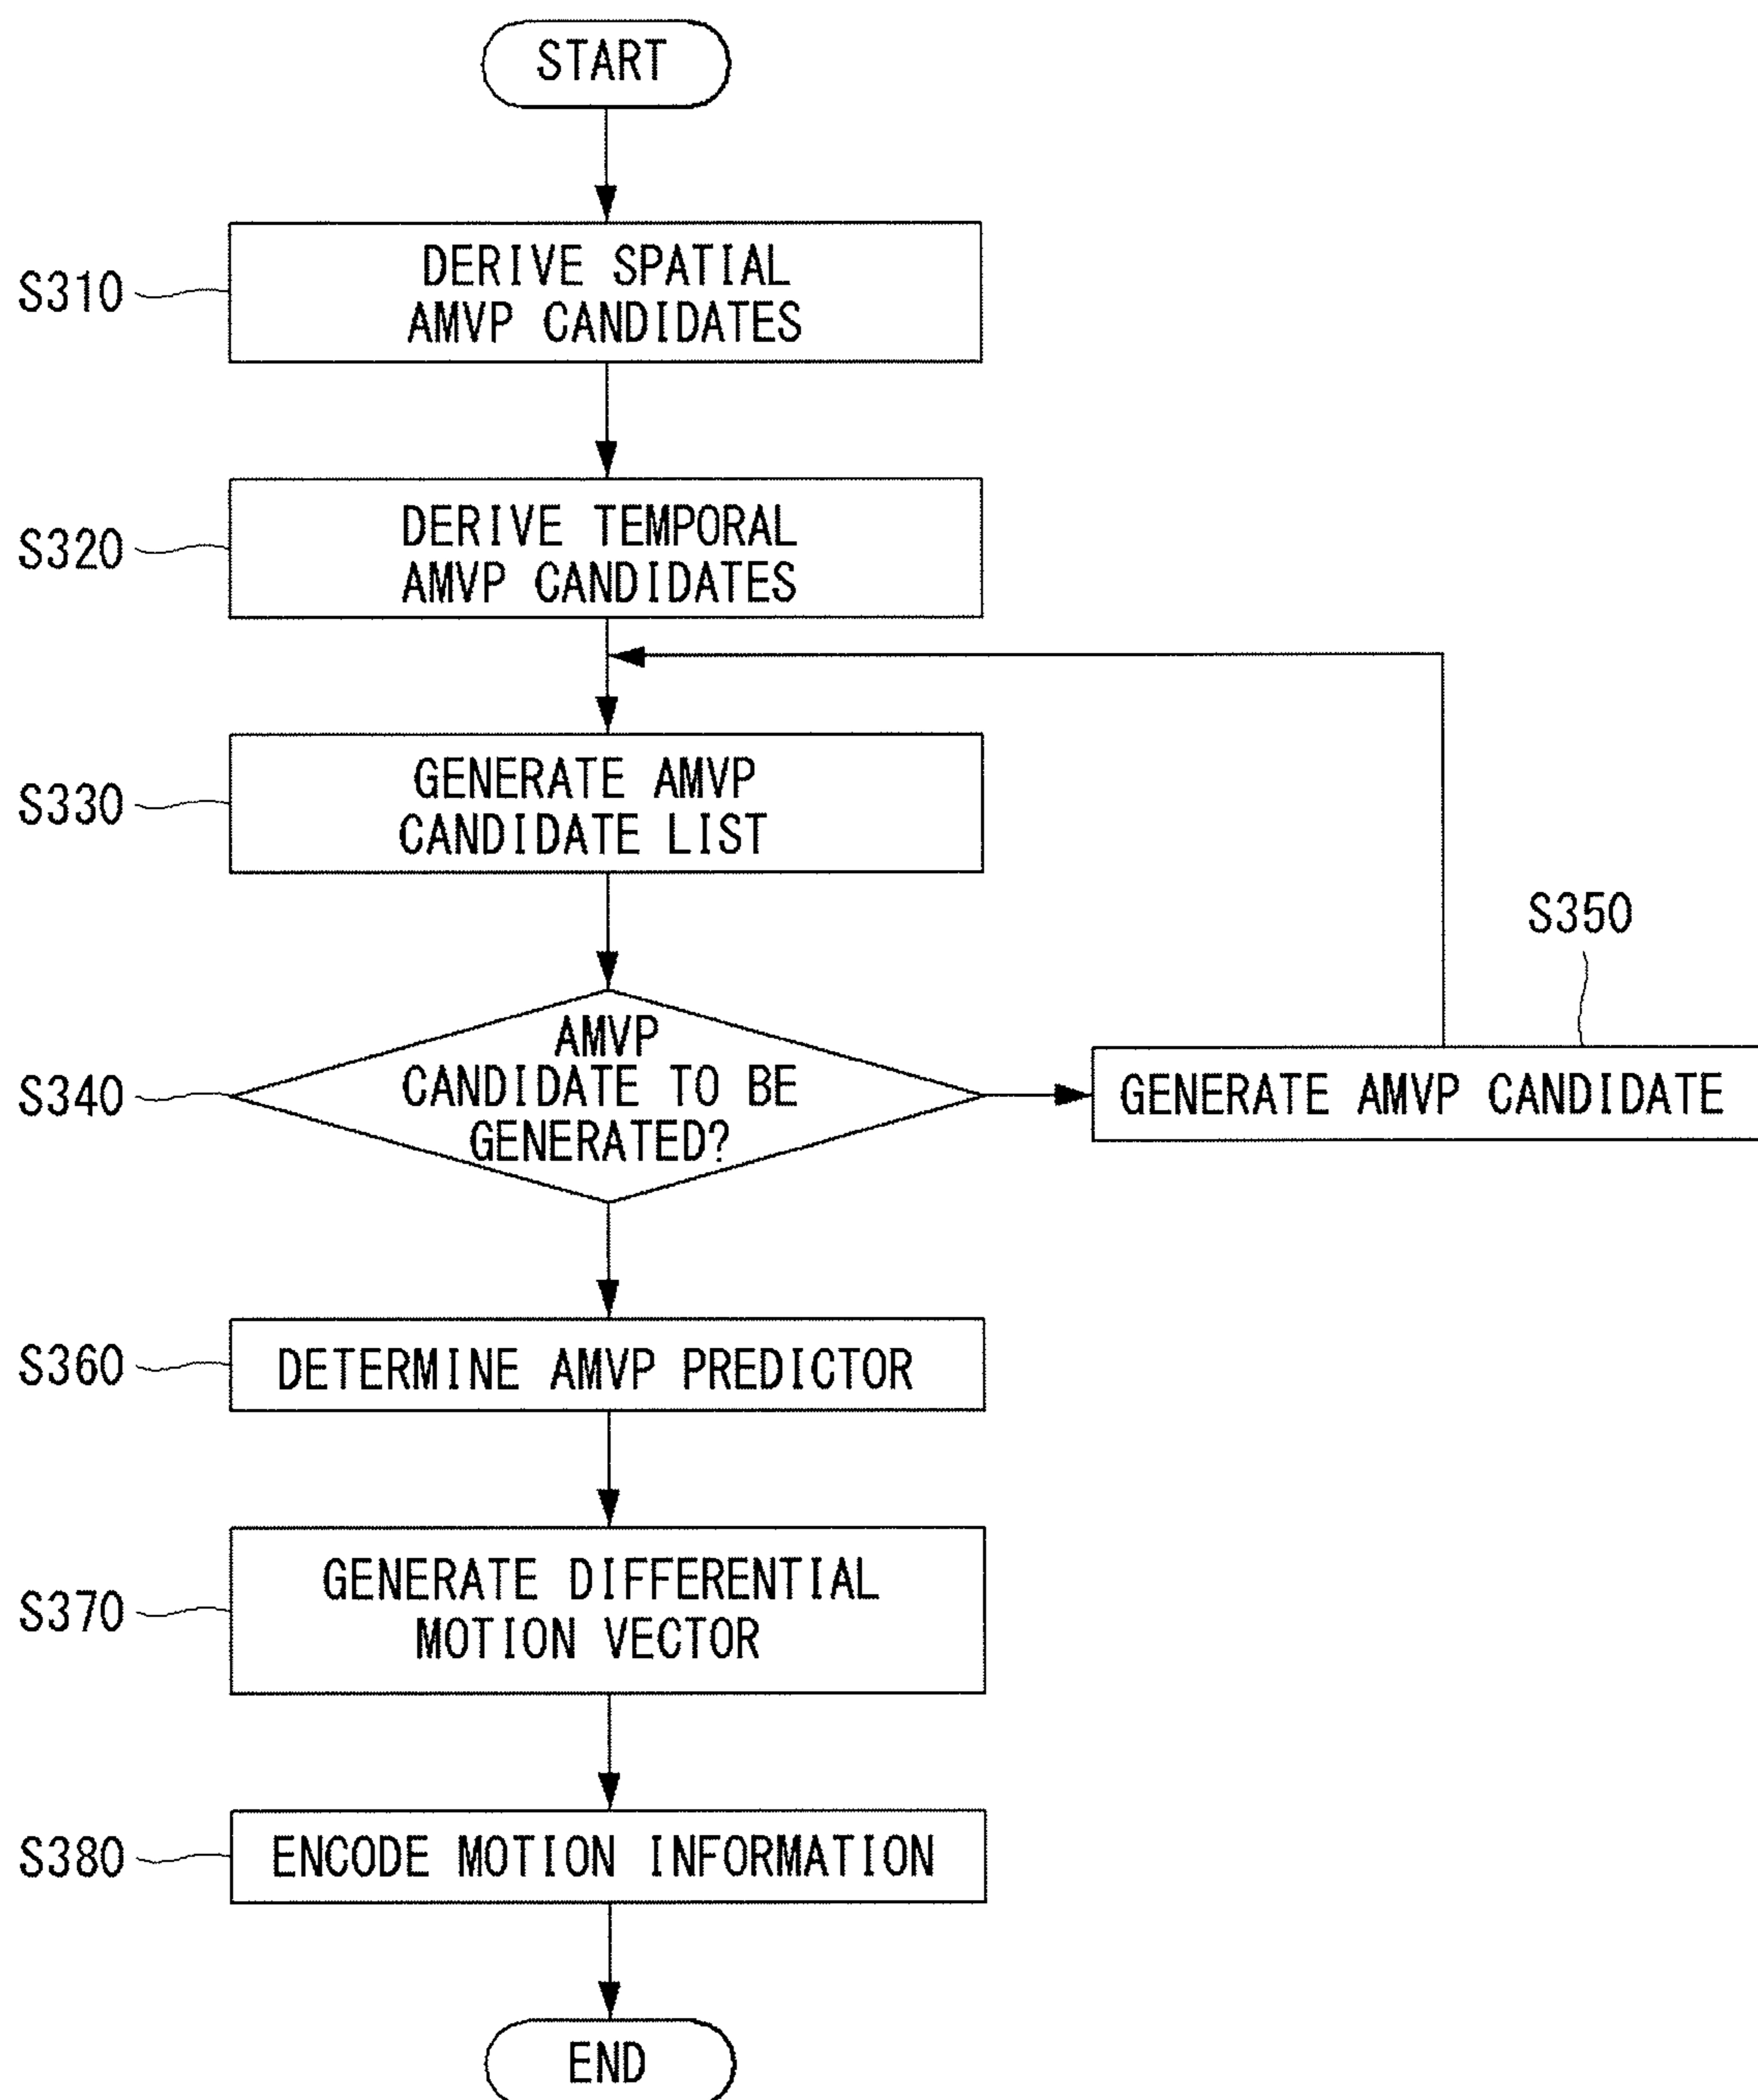 START
S310
DERIVE SPATIAL
AMVP CANDIDATES
S320
DERIVE TEMPORAL
AMVP CANDIDATES
S330
GENERATE AMVP
CANDIDATE LIST
S340
AMVP
CANDIDATE TO BE
GENERATED?
S350
GENERATE AMVP CANDIDATE
S360
DETERMINE AMVP PREDICTOR
S370
GENERATE DIFFERENTIAL
MOTION VECTOR
S380
ENCODE MOTION INFORMATION
END